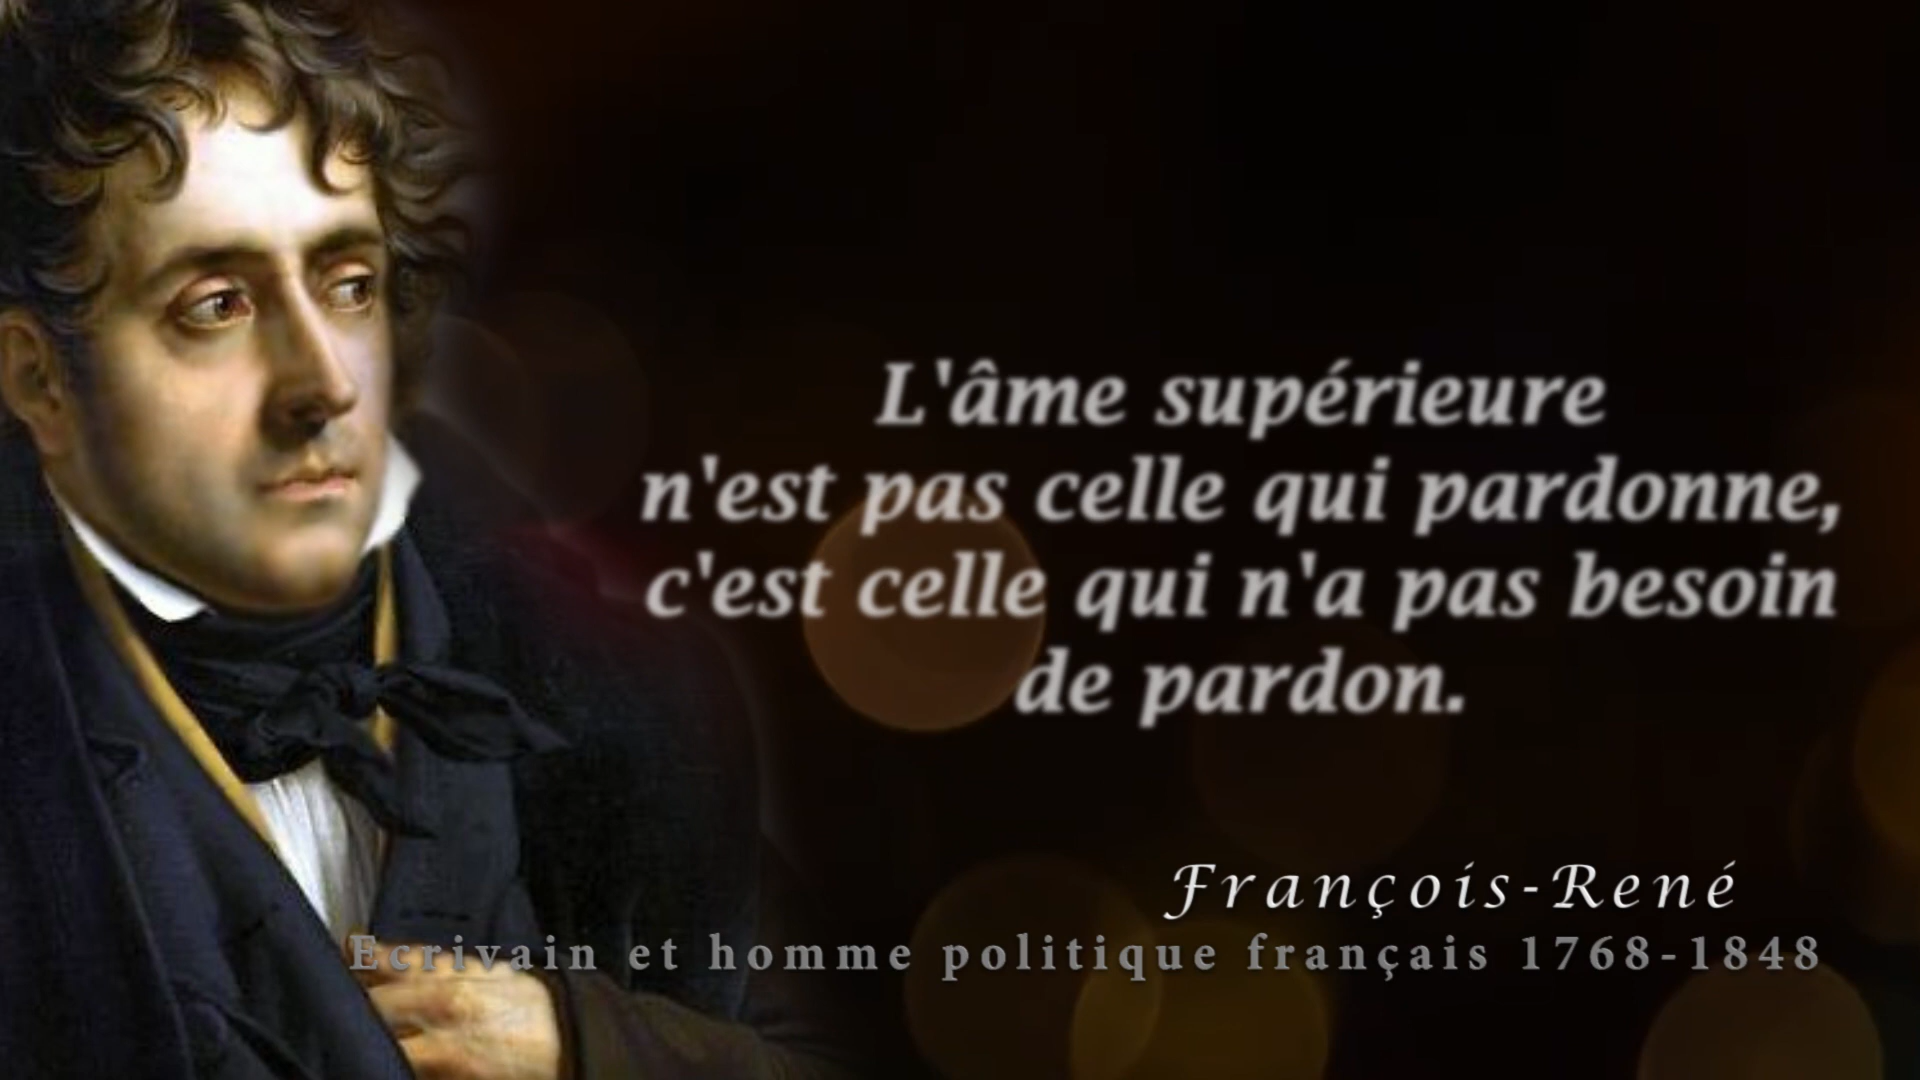 L'âme supérieure
n'est pas celle qui pardonne,
c'est celle qui n'a pas besoin
de pardon.
François-René
Ecrivain et homme politique français 1768-1848